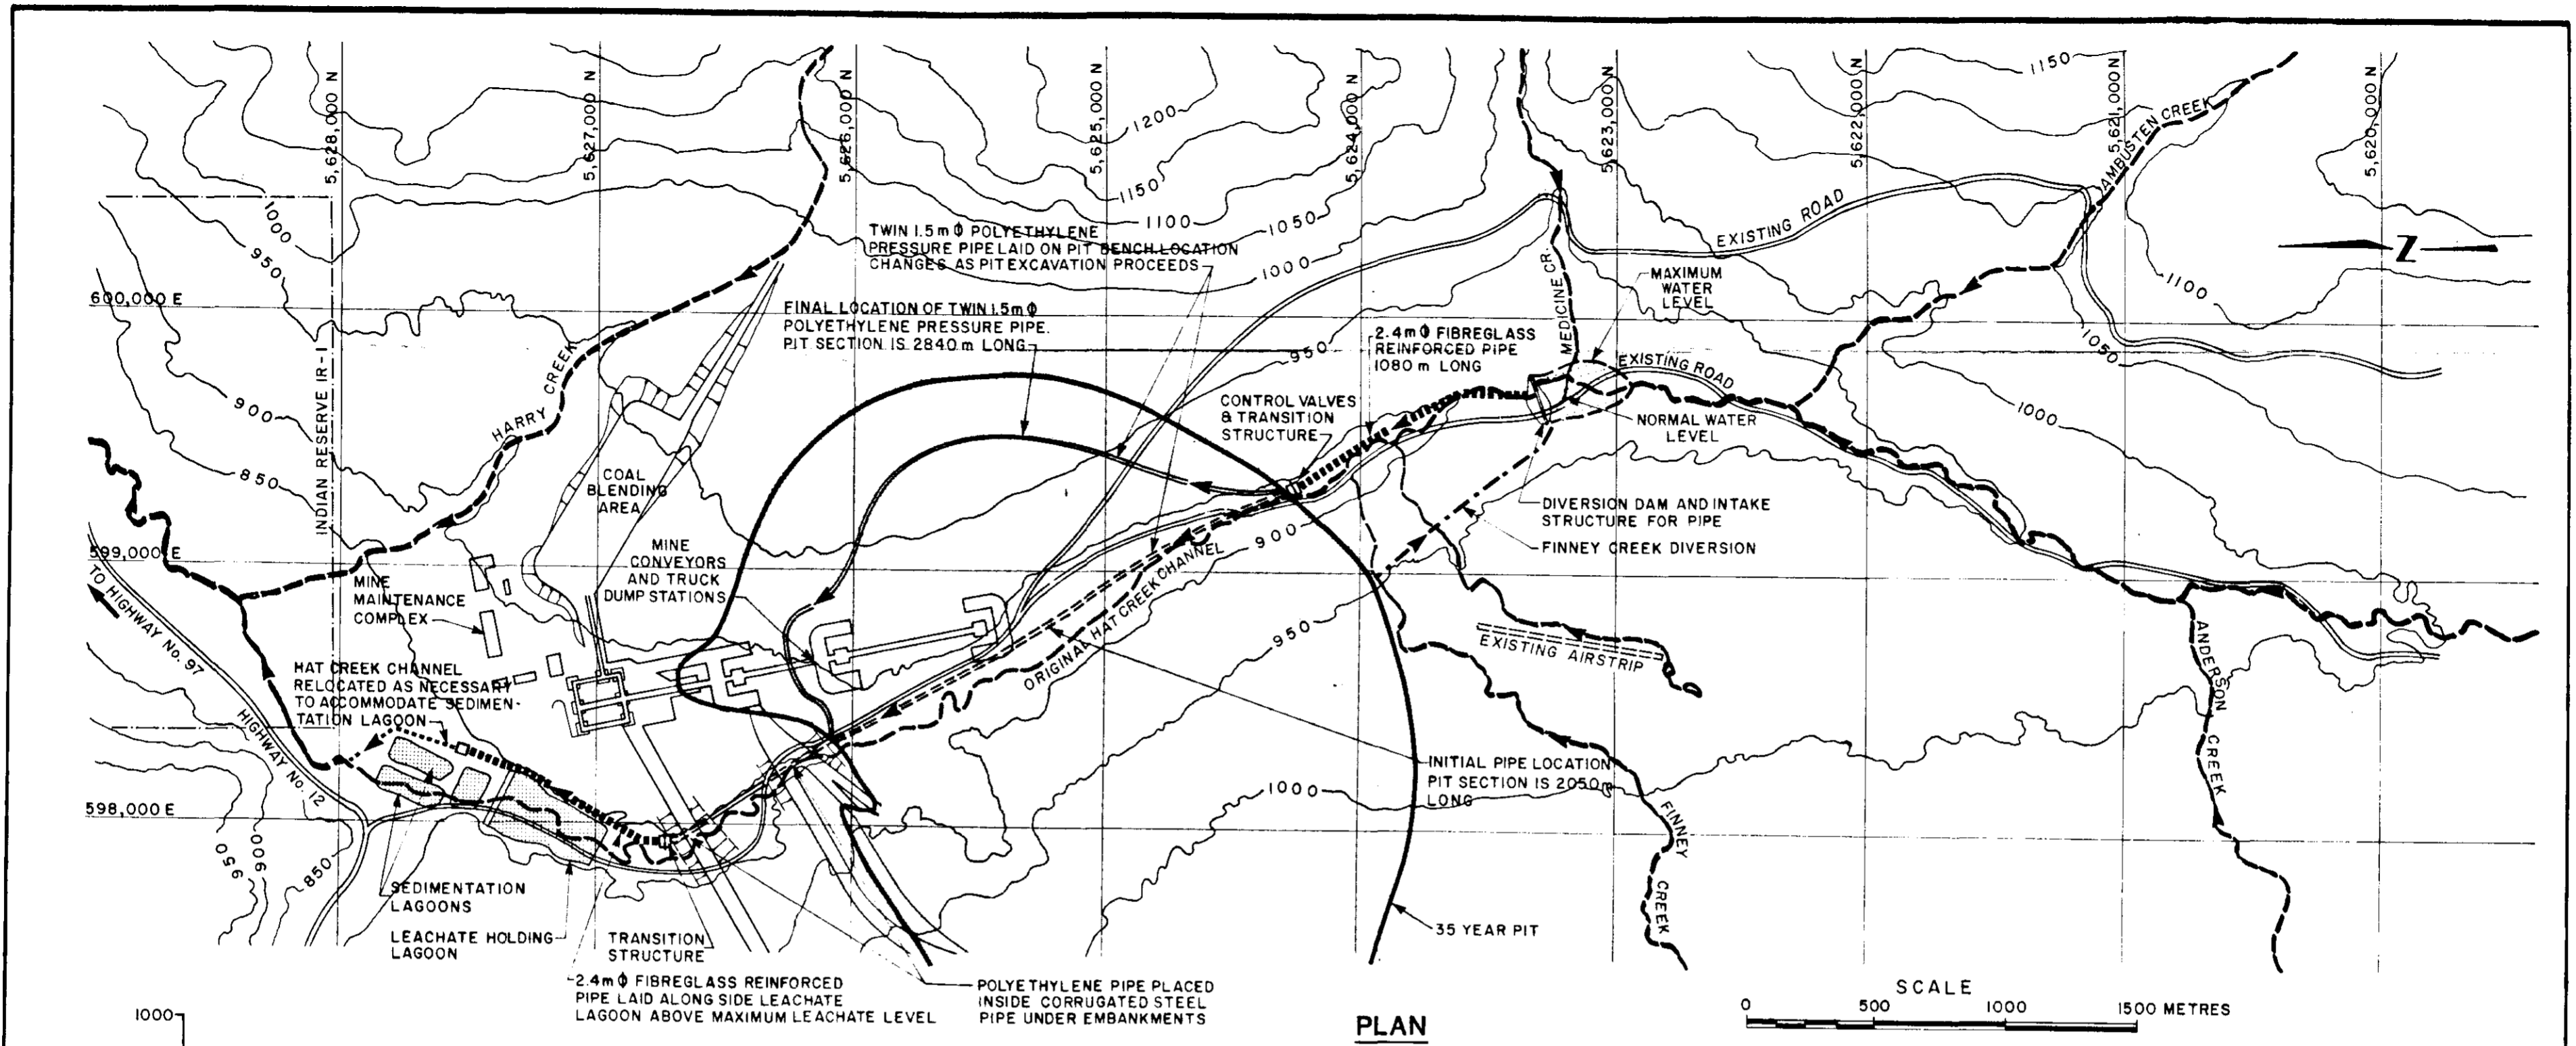 5,628,000 N
5,627,000 N
5,626,000 N
5,625,000 N
5,624,000 N
5,623,000 N
5,622,000 N
5,621,000 N
5,620,000 N
1150
1200
1150
1100
1050
1000
950
AMBUSTEN CREEK
EXISTING ROAD
Z
1000
950
900
850
TWIN 1.5m Φ POLYETHYLENE
PRESSURE PIPE LAID ON PIT BENCH.LOCATION
CHANGES AS PIT EXCAVATION PROCEEDS
600,000 E
FINAL LOCATION OF TWIN 1.5m Φ
POLYETHYLENE PRESSURE PIPE.
PIT SECTION IS 2840 m LONG
INDIAN RESERVE IR-1
HARRY CREEK
MEDICINE CR.
MAXIMUM
WATER
LEVEL
2.4m Φ FIBREGLASS
REINFORCED PIPE
1080 m LONG
EXISTING ROAD
1100
1050
1000
CONTROL VALVES
& TRANSITION
STRUCTURE
NORMAL WATER
LEVEL
COAL
BLENDING
AREA
DIVERSION DAM AND INTAKE
STRUCTURE FOR PIPE
FINNEY CREEK DIVERSION
599,000 E
TO HIGHWAY No. 97
MINE
MAINTENANCE
COMPLEX
MINE
CONVEYORS
AND TRUCK
DUMP STATIONS
ORIGINAL HAT CREEK CHANNEL
900
950
1000
EXISTING AIRSTRIP
ANDERSON CREEK
HAT CREEK CHANNEL
RELOCATED AS NECESSARY
TO ACCOMMODATE SEDIMEN-
TATION LAGOON
HIGHWAY No. 12
INITIAL PIPE LOCATION
PIT SECTION IS 2050 m
LONG
FINNEY CREEK
598,000 E
950
900
850
SEDIMENTATION
LAGOONS
LEACHATE HOLDING
LAGOON
TRANSITION
STRUCTURE
35 YEAR PIT
2.4m Φ FIBREGLASS REINFORCED
PIPE LAID ALONG SIDE LEACHATE
LAGOON ABOVE MAXIMUM LEACHATE LEVEL
POLYETHYLENE PIPE PLACED
INSIDE CORRUGATED STEEL
PIPE UNDER EMBANKMENTS
SCALE
0 500 1000 1500 METRES
PLAN
1000